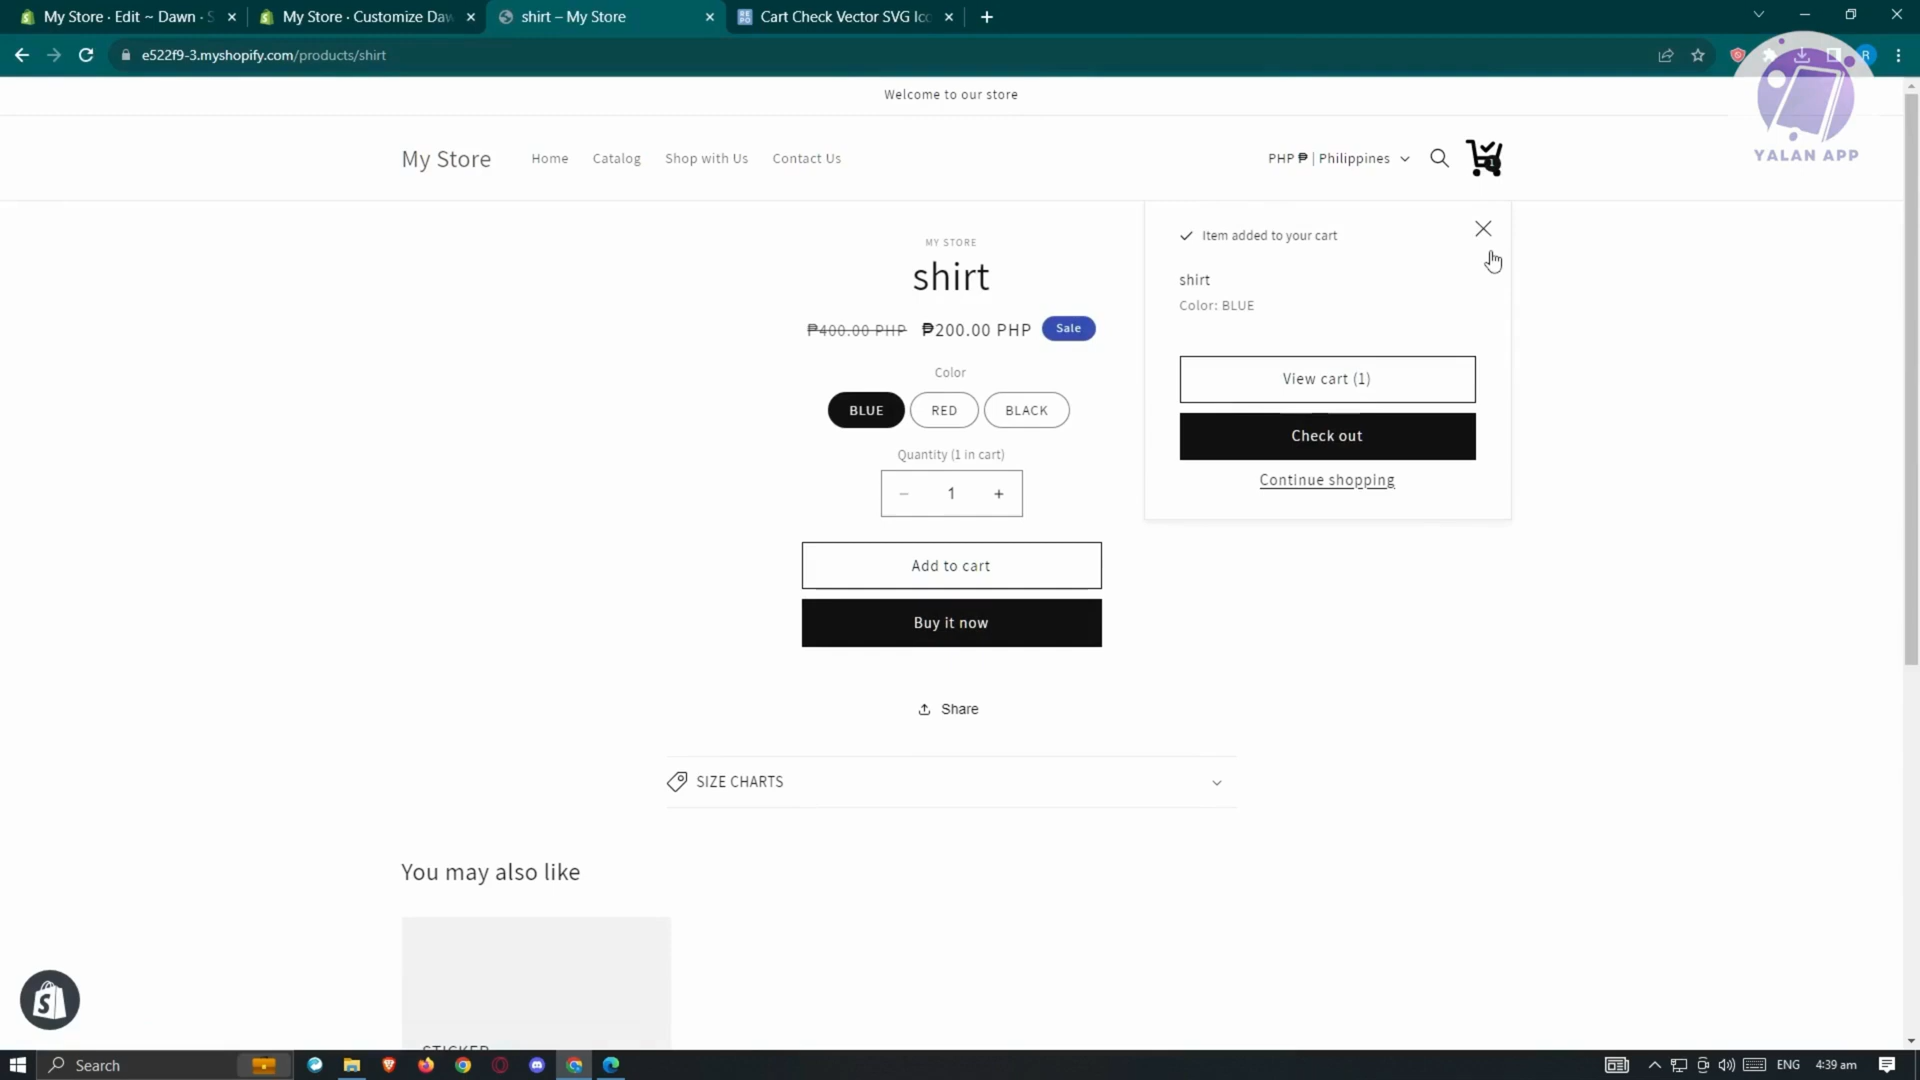 My Store · Edit ~ Dawn · S
My Store · Customize Daw
shirt – My Store
Cart Check Vector SVG Ico
e522f9-3.myshopify.com/products/shirt
R
YALAN APP
Welcome to our store
My Store
Home
Catalog
Shop with Us
Contact Us
PHP ₱ | Philippines
1
MY STORE
shirt
₱400.00 PHP ₱200.00 PHP Sale
Color
BLUE RED BLACK
Quantity (1 in cart)
− 1 +
Add to cart
Buy it now
Share
SIZE CHARTS
Item added to your cart
shirt
Color: BLUE
View cart (1)
Check out
Continue shopping
You may also like
STICKER
Search
ENG
4:39 am